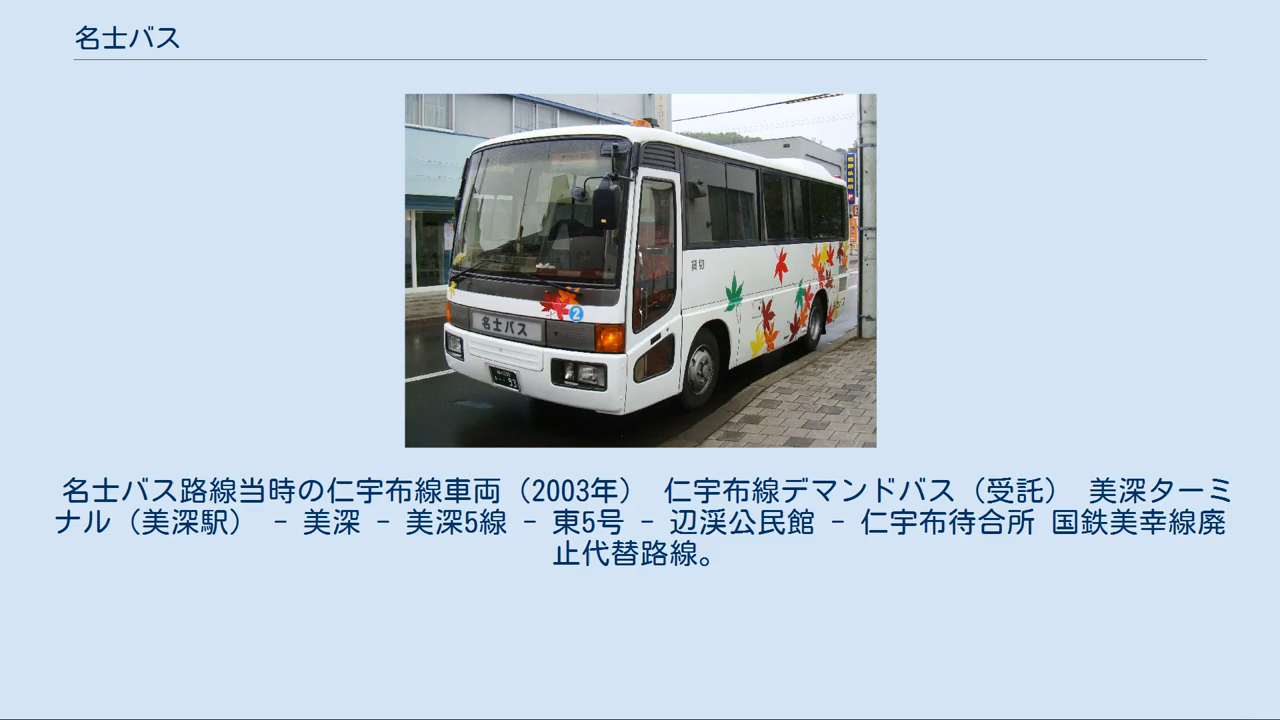 名士バス
貸切
2
名士バス
93
名士バス路線当時の仁宇布線車両（2003年） 仁宇布線デマンドバス（受託） 美深ターミ
ナル（美深駅） - 美深 - 美深5線 - 東5号 - 辺渓公民館 - 仁宇布待合所 国鉄美幸線廃
止代替路線。